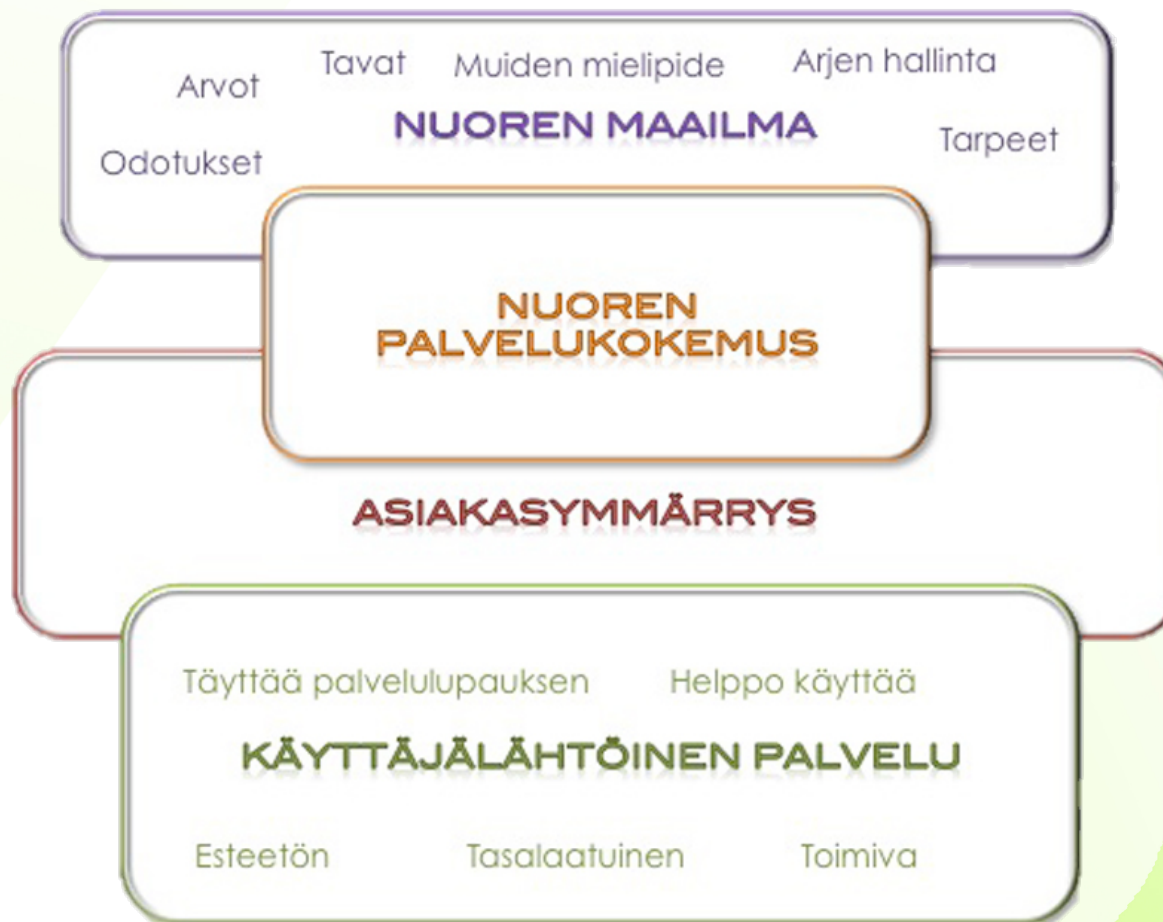 Tavat Muiden mielipide Arjen hallinta
Arvot
NUOREN MAAILMA
Tarpeet
Odotukset
NUOREN
PALVELUKOKEMUS
ASIAKASYMMÄRRYS
Täyttää palvelulupauksen Helppo käyttää
KÄYTTÄJÄLÄHTÖINEN PALVELU
Esteetön Tasalaatuinen Toimiva